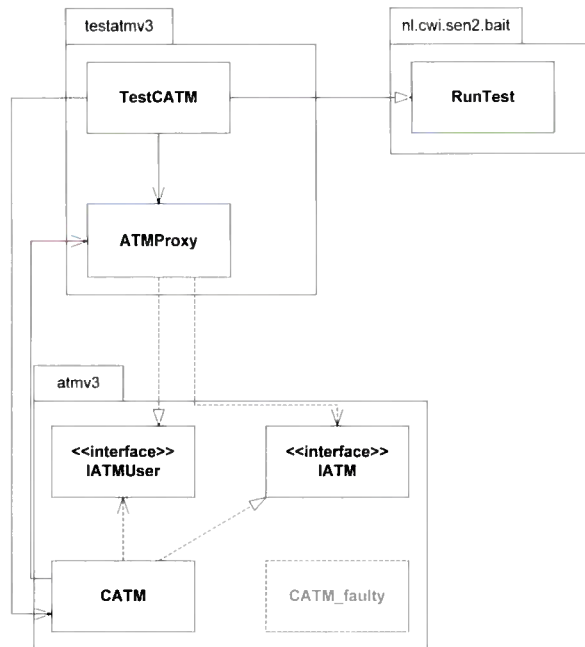 testatmv3
nl.cwi.sen2.bait
TestCATM
RunTest
ATMProxy
atmv3
<<interface>>
IATMUser
<<interface>>
IATM
CATM
CATM_faulty